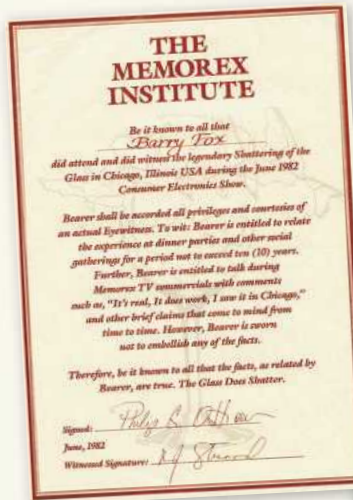 THE
MEMOREX
INSTITUTE
Be it known to all that
Barry Fox
did attend and did witness the legendary Shattering of the
Glass in Chicago, Illinois USA during the June 1982
Consumer Electronics Show.
Bearer shall be accorded all privileges and courtesies of
an actual Eyewitness. To wit: Bearer is entitled to relate
the experience at dinner parties and other social
gatherings for a period not to exceed ten (10) years.
Further, Bearer is entitled to talk during
Memorex TV commercials with comments
such as, "It's real, It does work, I saw it in Chicago,"
and other brief claims that come to mind from
time to time. However, Bearer is sworn
not to embellish any of the facts.
Therefore, be it known to all that the facts, as related by
Bearer, are true. The Glass Does Shatter.
Signed: Philip S.
June, 1982
Witnessed Signature: